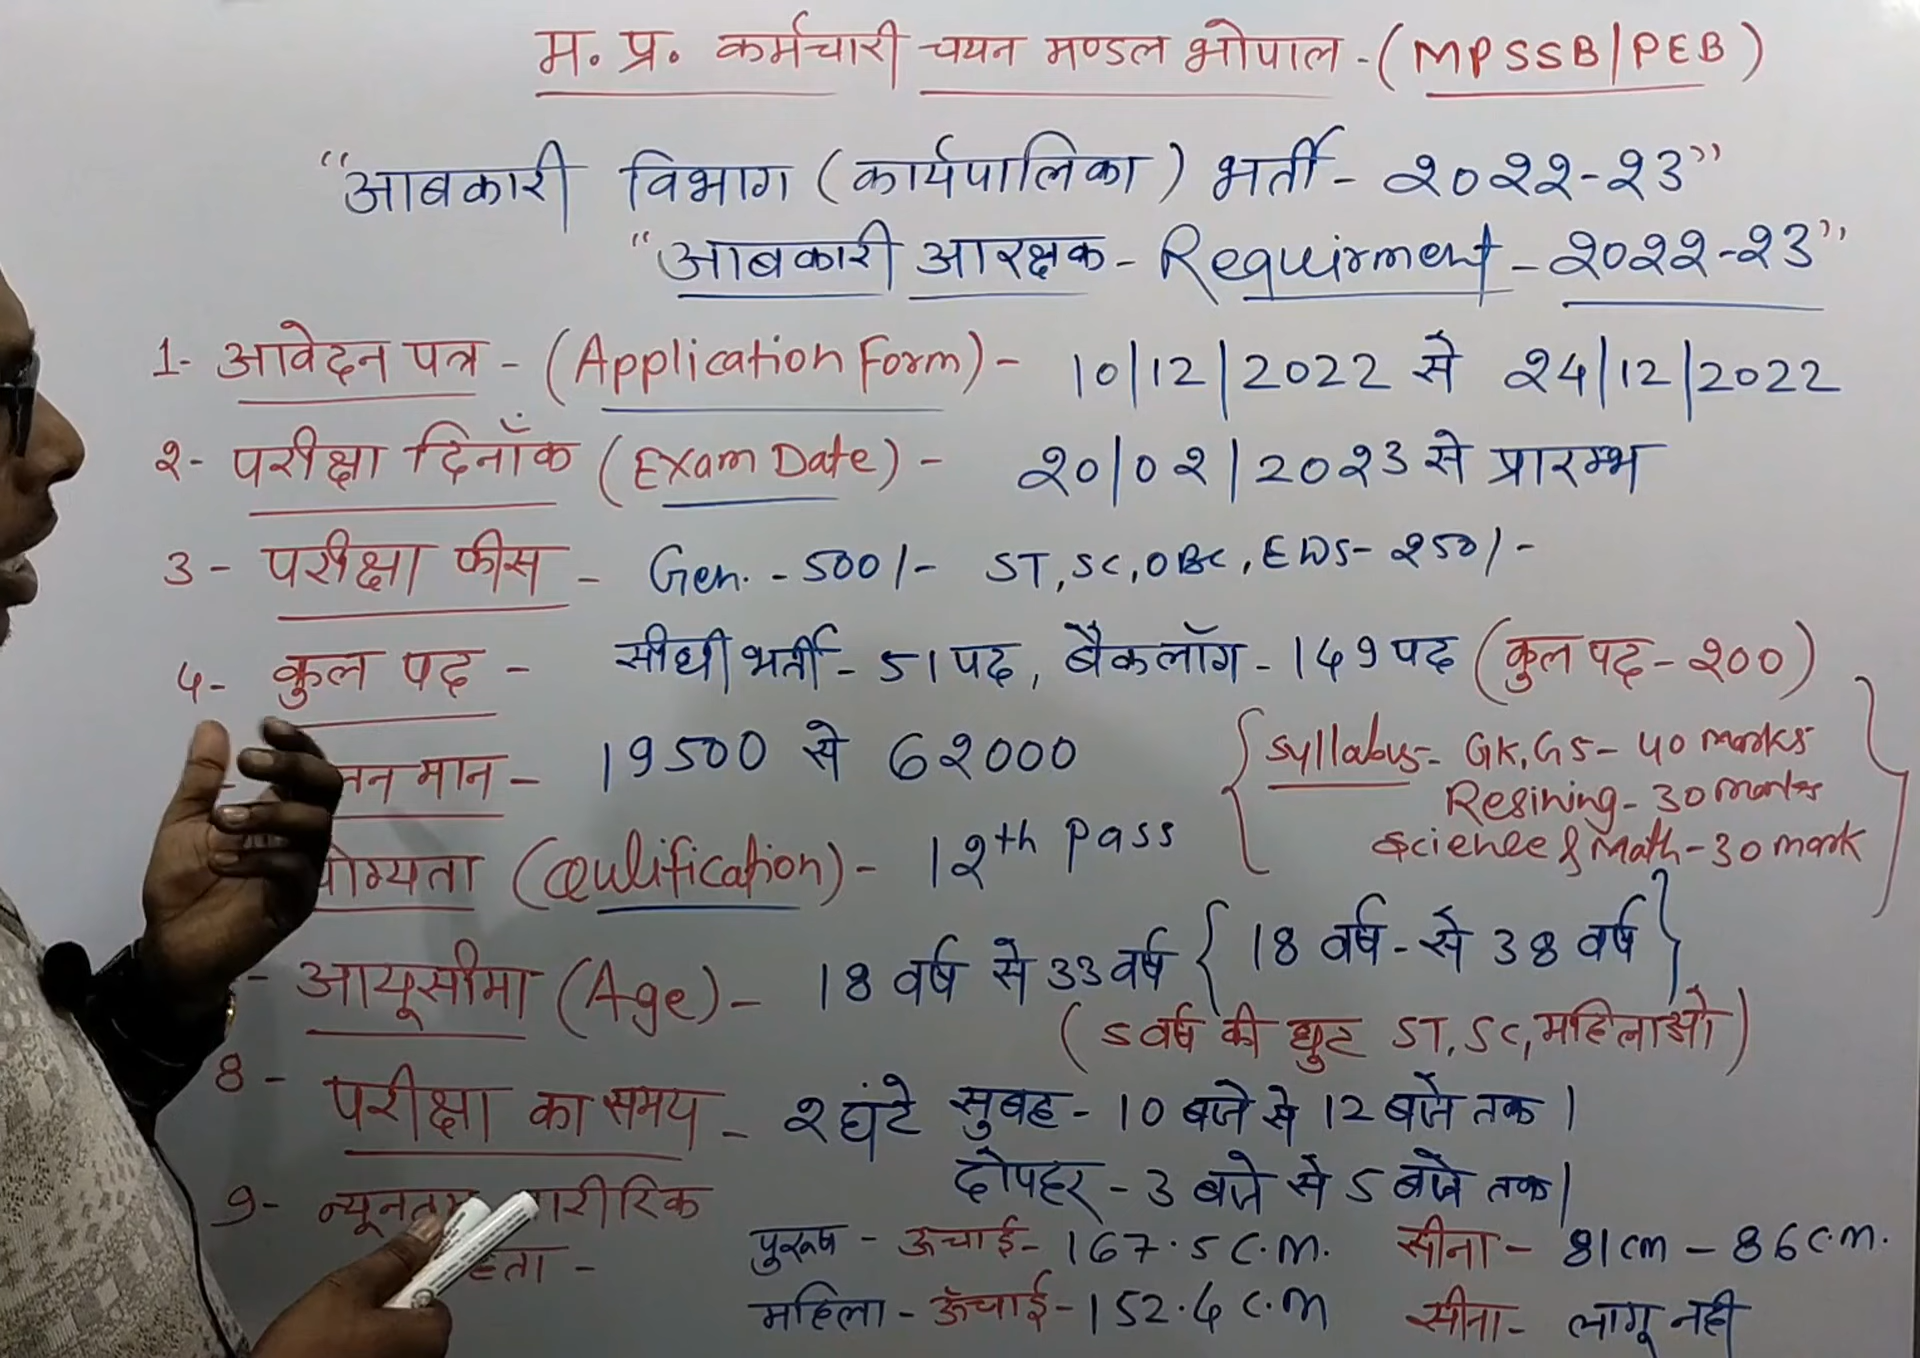 म. प्र. कर्मचारी चयन मण्डल भोपाल - (MPSSB/PEB)
"आबकारी विभाग (कार्यपालिका) भर्ती - 2022-23"
"आबकारी आरक्षक - Requirment - 2022-23"
1- आवेदन पत्र - (Application Form) - 10/12/2022 से 24/12/2022
2- परीक्षा दिनाँक (Exam Date) - 20/02/2023 से प्रारम्भ
3 - परीक्षा फीस - Gen. - 500/- ST, SC, OBC, EWS - 250/-
4- कुल पद - सीधी भर्ती - 51 पद, बैकलॉग - 149 पद (कुल पद - 200)
मान - 19500 से 62000
{ Syllabus - GK, GS - 40 marks
Resining - 30 marks
Science & Math - 30 mark }
योग्यता (Qulification) - 12th pass
- आयूसीमा (Age) - 18 वर्ष से 33 वर्ष { 18 वर्ष - से 38 वर्ष }
(5 वर्ष की छुट ST, SC, महिलाओ)
8 - परीक्षा का समय - 2 घंटे सुबह - 10 बजे से 12 बजे तक।
दोपहर - 3 बजे से 5 बजे तक।
9- न्यूनतम
पुरूष - ऊचाई - 167.5 C.M. सीना - 81 cm - 86 c.m.
महिला - ऊँचाई - 152.4 C.M सीना - लागू नही